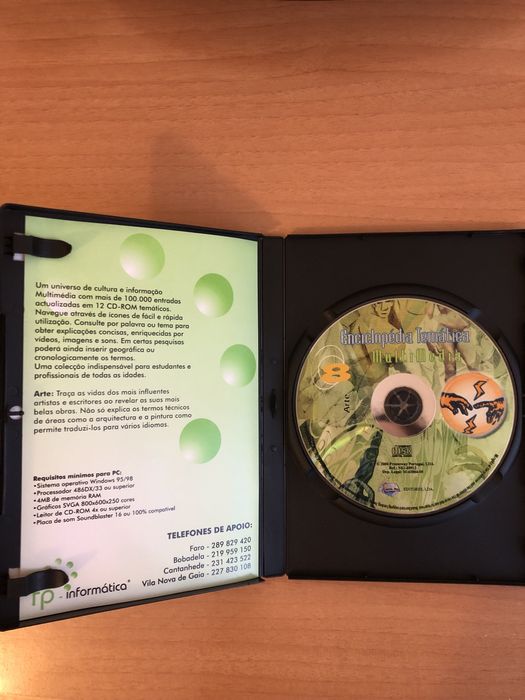 Um universo de cultura e informação
Multimédia com mais de 100.000 entradas
actualizadas em 12 CD-ROM temáticos.
Navegue através de ícones de fácil e rápida
utilização. Consulte por palavra ou tema para
obter explicações concisas, enriquecidas por
vídeos, imagens e sons. Em certas pesquisas
poderá ainda inserir geográfica ou
cronologicamente os termos.
Uma colecção indispensável para estudantes e
profissionais de todas as idades.
Arte: Traça as vidas dos mais influentes
artistas e escritores ao revelar as suas mais
belas obras. Não só explica os termos técnicos
de áreas como a arquitectura e a pintura como
permite traduzi-los para vários idiomas.
Requisitos mínimos para PC:
•Sistema operativo Windows 95/98
•Processador 486DX/33 ou superior
•4MB de memória RAM
•Gráficos SVGA 800x600x250 cores
•Leitor de CD-ROM 4x ou superior
•Placa de som Soundblaster 16 ou 100% compatível
TELEFONES DE APOIO:
Faro - 289 829 420
Bobadela - 219 959 150
Cantanhede - 231 423 522
Vila Nova de Gaia - 227 830 108
rp - informática
Enciclopédia Temática
MultiMedia
8
Arte
EDITORES, Lda.